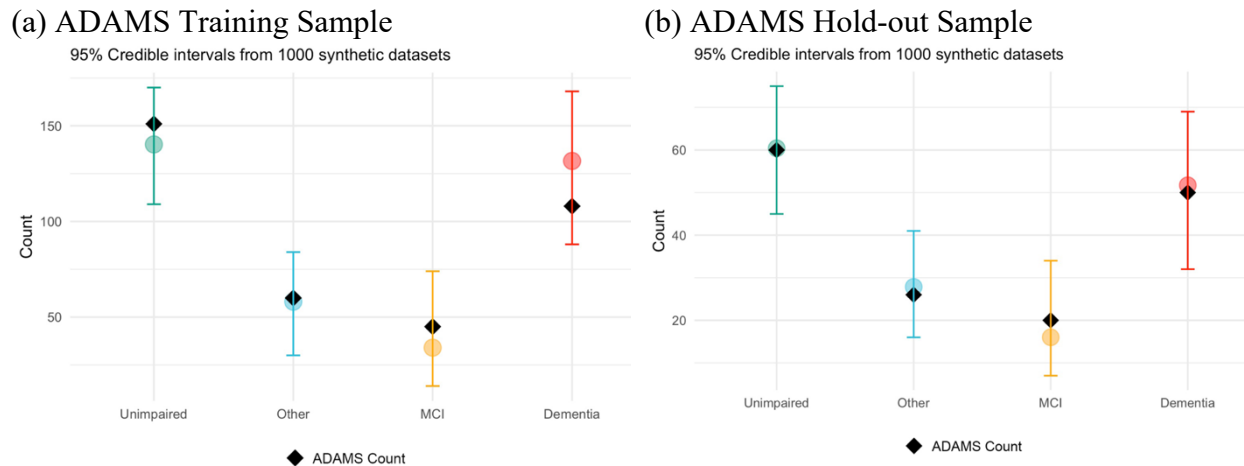 (a) ADAMS Training Sample
95% Credible intervals from 1000 synthetic datasets
150
100
50
Count
Unimpaired
Other
MCI
Dementia
ADAMS Count
(b) ADAMS Hold-out Sample
95% Credible intervals from 1000 synthetic datasets
60
40
20
Count
Unimpaired
Other
MCI
Dementia
ADAMS Count